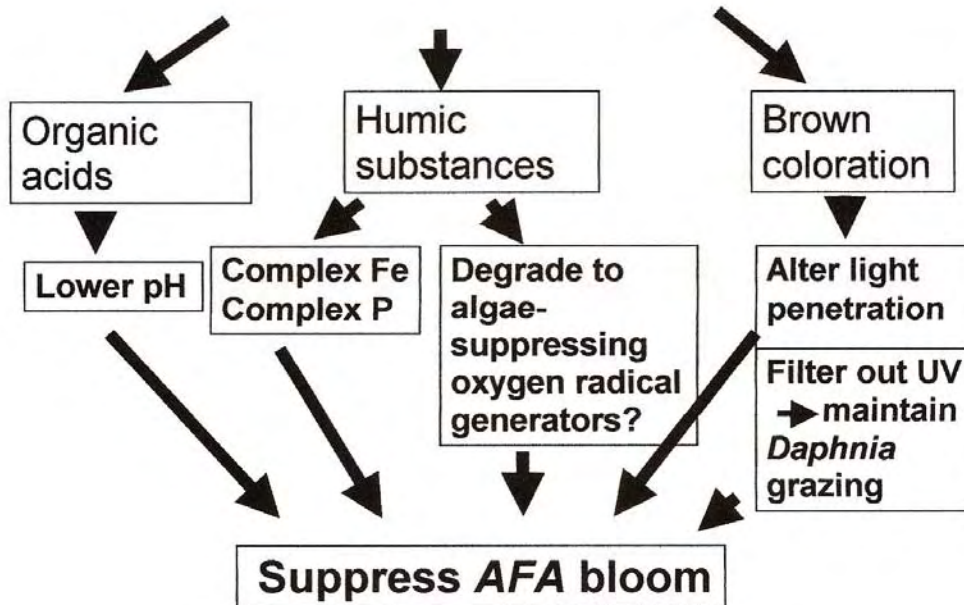 Organic
acids
Humic
substances
Brown
coloration
Lower pH
Complex Fe
Complex P
Degrade to
algae-
suppressing
oxygen radical
generators?
Alter light
penetration
Filter out UV
maintain
Daphnia
grazing
Suppress AFA bloom